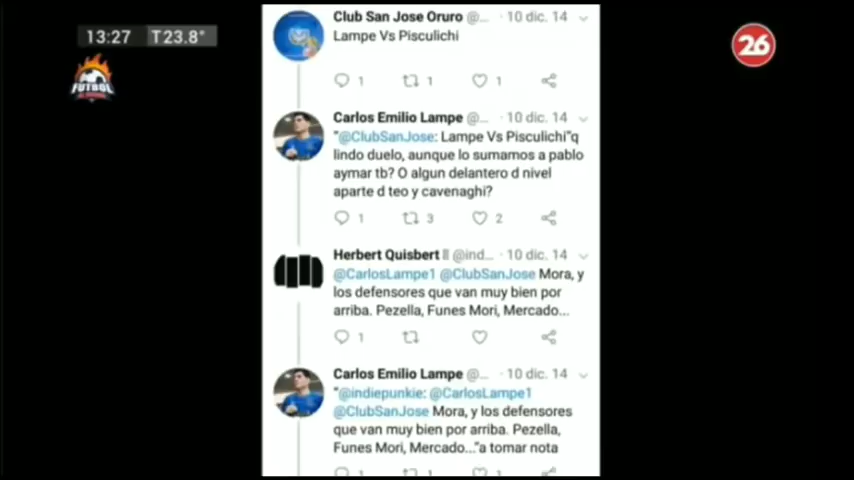 13:27 T23.8°
26
FUTBOL
Club San Jose Oruro @... · 10 dic. 14
Lampe Vs Pisculichi
1 1 1
Carlos Emilio Lampe @... · 10 dic. 14
"@ClubSanJose: Lampe Vs Pisculichi"q
lindo duelo, aunque lo sumamos a pablo
aymar tb? O algun delantero d nivel
aparte d teo y cavenaghi?
1 3 2
Herbert Quisbert @ind... · 10 dic. 14
@CarlosLampe1 @ClubSanJose Mora, y
los defensores que van muy bien por
arriba. Pezella, Funes Mori, Mercado...
1
Carlos Emilio Lampe @... · 10 dic. 14
"@indiepunkie: @CarlosLampe1
@ClubSanJose Mora, y los defensores
que van muy bien por arriba. Pezella,
Funes Mori, Mercado..."a tomar nota
1 1 1